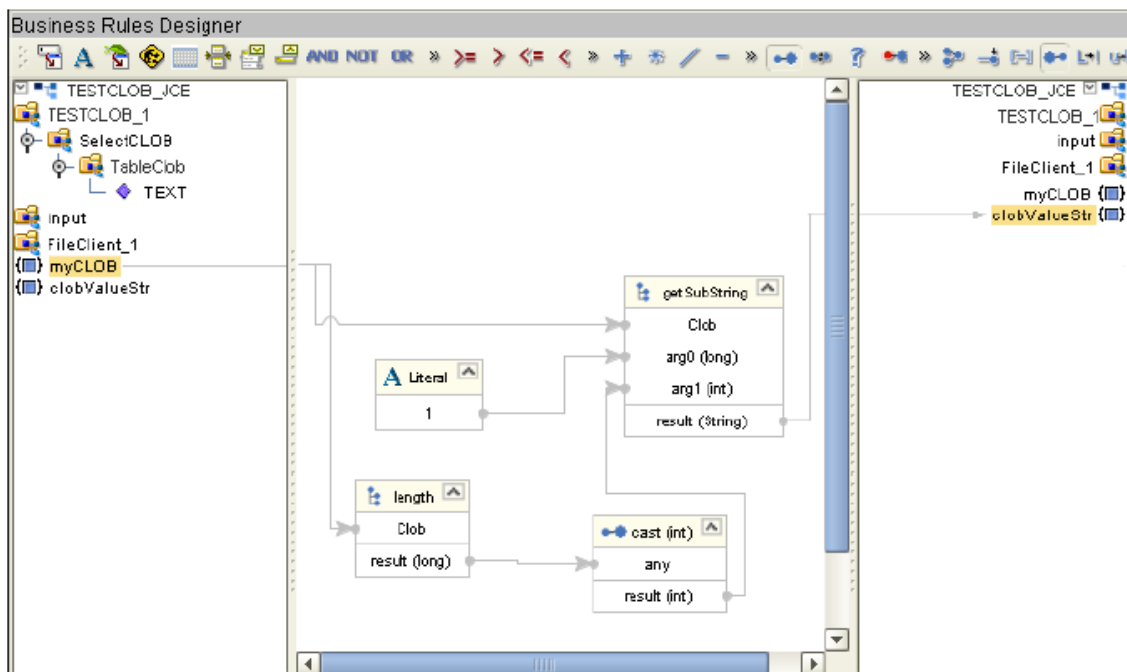 Business Rules Designer
A AND NOT OR » >= > <= < » + * / - » ? » »
TESTCLOB_JCE
TESTCLOB_1
SelectCLOB
TableClob
TEXT
input
FileClient_1
myCLOB
clobValueStr
getSubString
Clob
arg0 (long)
arg1 (int)
result (String)
A Literal
1
length
Clob
result (long)
cast (int)
any
result (int)
TESTCLOB_JCE
TESTCLOB_1
input
FileClient_1
myCLOB
clobValueStr